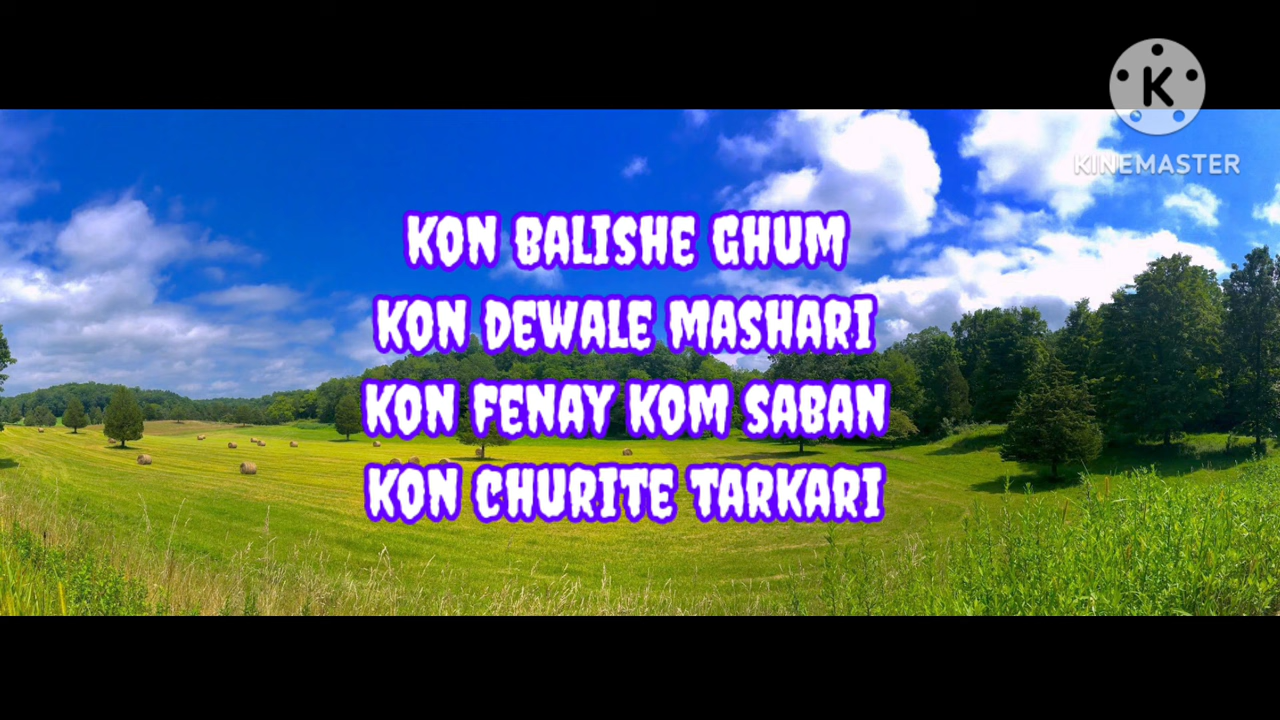 K
KINEMASTER
KON BALISHE GHUM
KON DEWALE MASHARI
KON FENAY KOM SABAN
KON CHURITE TARKARI